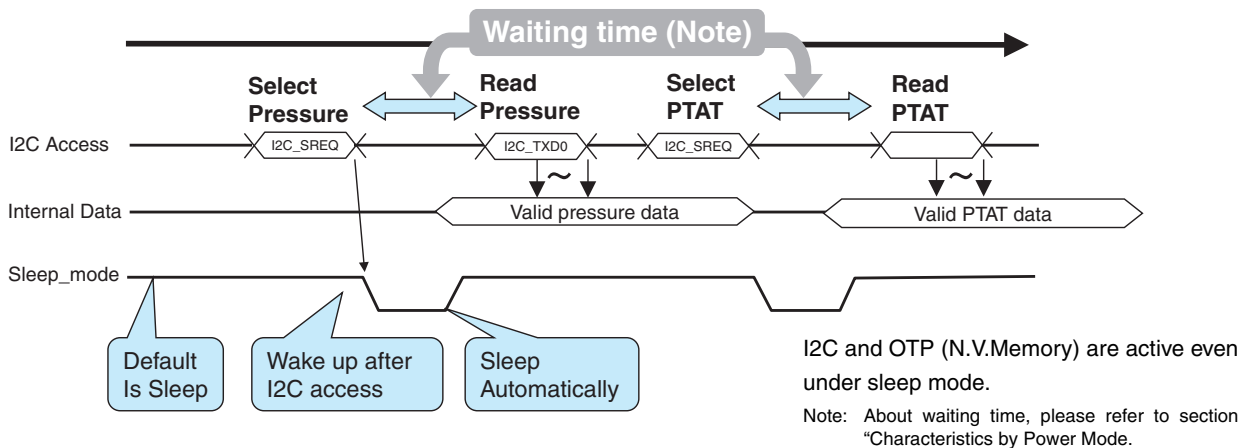 Waiting time (Note)
Select
Pressure
Read
Pressure
Select
PTAT
Read
PTAT
I2C Access
I2C_SREQ
I2C_TXD0
I2C_SREQ
~
~
Internal Data
Valid pressure data
Valid PTAT data
Sleep_mode
Default
Is Sleep
Wake up after
I2C access
Sleep
Automatically
I2C and OTP (N.V.Memory) are active even
under sleep mode.
Note: About waiting time, please refer to section
“Characteristics by Power Mode.